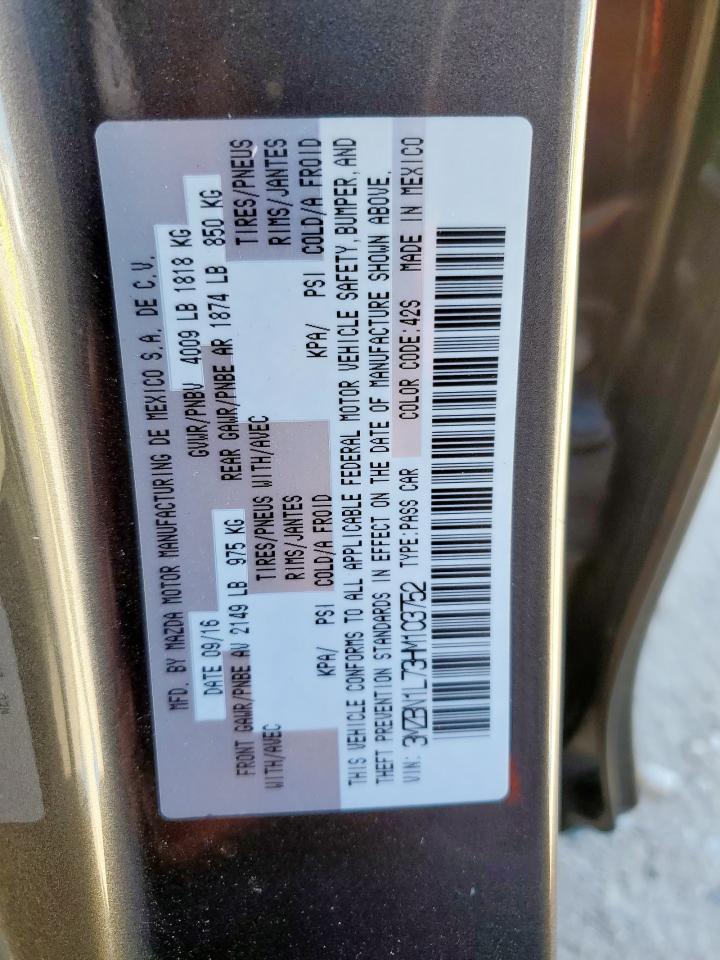 MFD. BY MAZDA MOTOR MANUFACTURING DE MEXICO S.A. DE C.V.
DATE 09/16 GVWR/PNBV 4009 LB 1818 KG
FRONT GAWR/PNBE AV 2149 LB 975 KG REAR GAWR/PNBE AR 1874 LB 850 KG
WITH/AVEC TIRES/PNEUS WITH/AVEC TIRES/PNEUS
RIMS/JANTES RIMS/JANTES
KPA/ PSI COLD/A FROID KPA/ PSI COLD/A FROID
THIS VEHICLE CONFORMS TO ALL APPLICABLE FEDERAL MOTOR VEHICLE SAFETY, BUMPER, AND
THEFT PREVENTION STANDARDS IN EFFECT ON THE DATE OF MANUFACTURE SHOWN ABOVE.
VIN: 3MZBN1L73HM103752 TYPE:PASS CAR COLOR CODE:42S MADE IN MEXICO